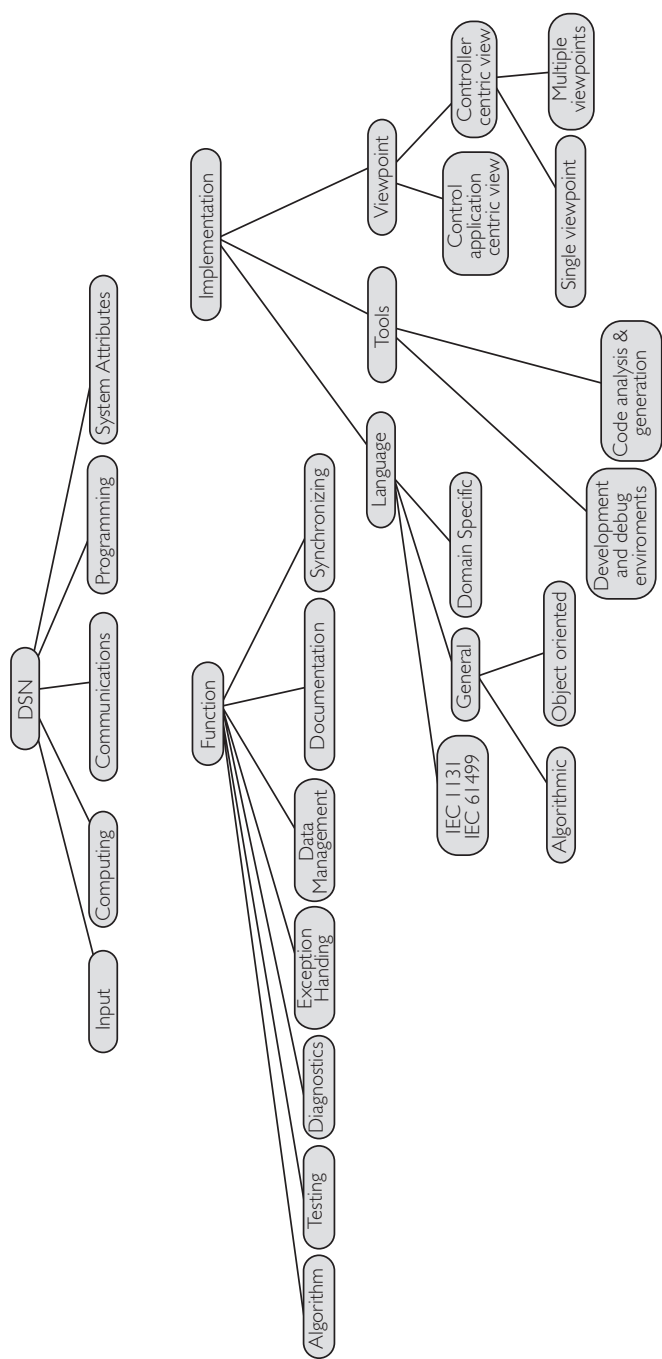 DSN
Input
Computing
Communications
Programming
System Attributes
Function
Algorithm
Testing
Diagnostics
Exception
Handing
Data
Management
Documentation
Synchronizing
Implementation
Language
Tools
Viewpoint
IEC 1131
IEC 61499
General
Domain Specific
Algorithmic
Object oriented
Development
and debug
enviroments
Code analysis &
generation
Control
application
centric view
Controller
centric view
Single viewpoint
Multiple
viewpoints